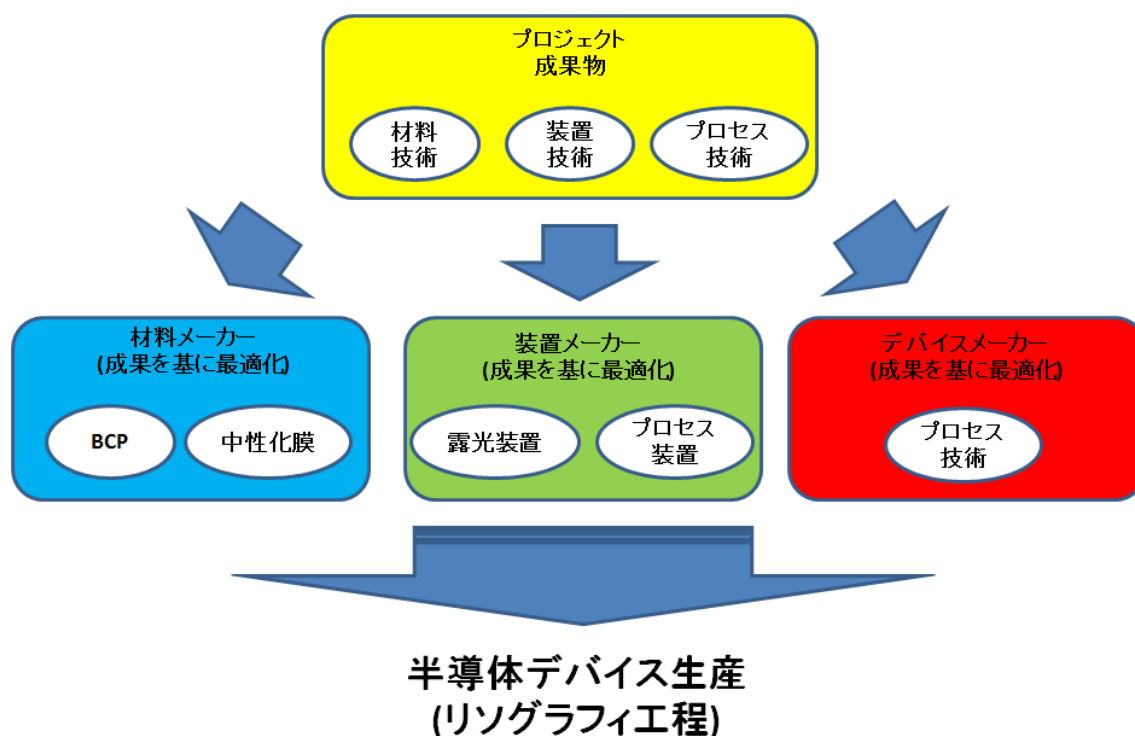 プロジェクト
成果物
材料
技術
装置
技術
プロセス
技術
材料メーカー
(成果を基に最適化)
BCP
中性化膜
装置メーカー
(成果を基に最適化)
露光装置
プロセス
装置
デバイスメーカー
(成果を基に最適化)
プロセス
技術
半導体デバイス生産
(リソグラフィ工程)